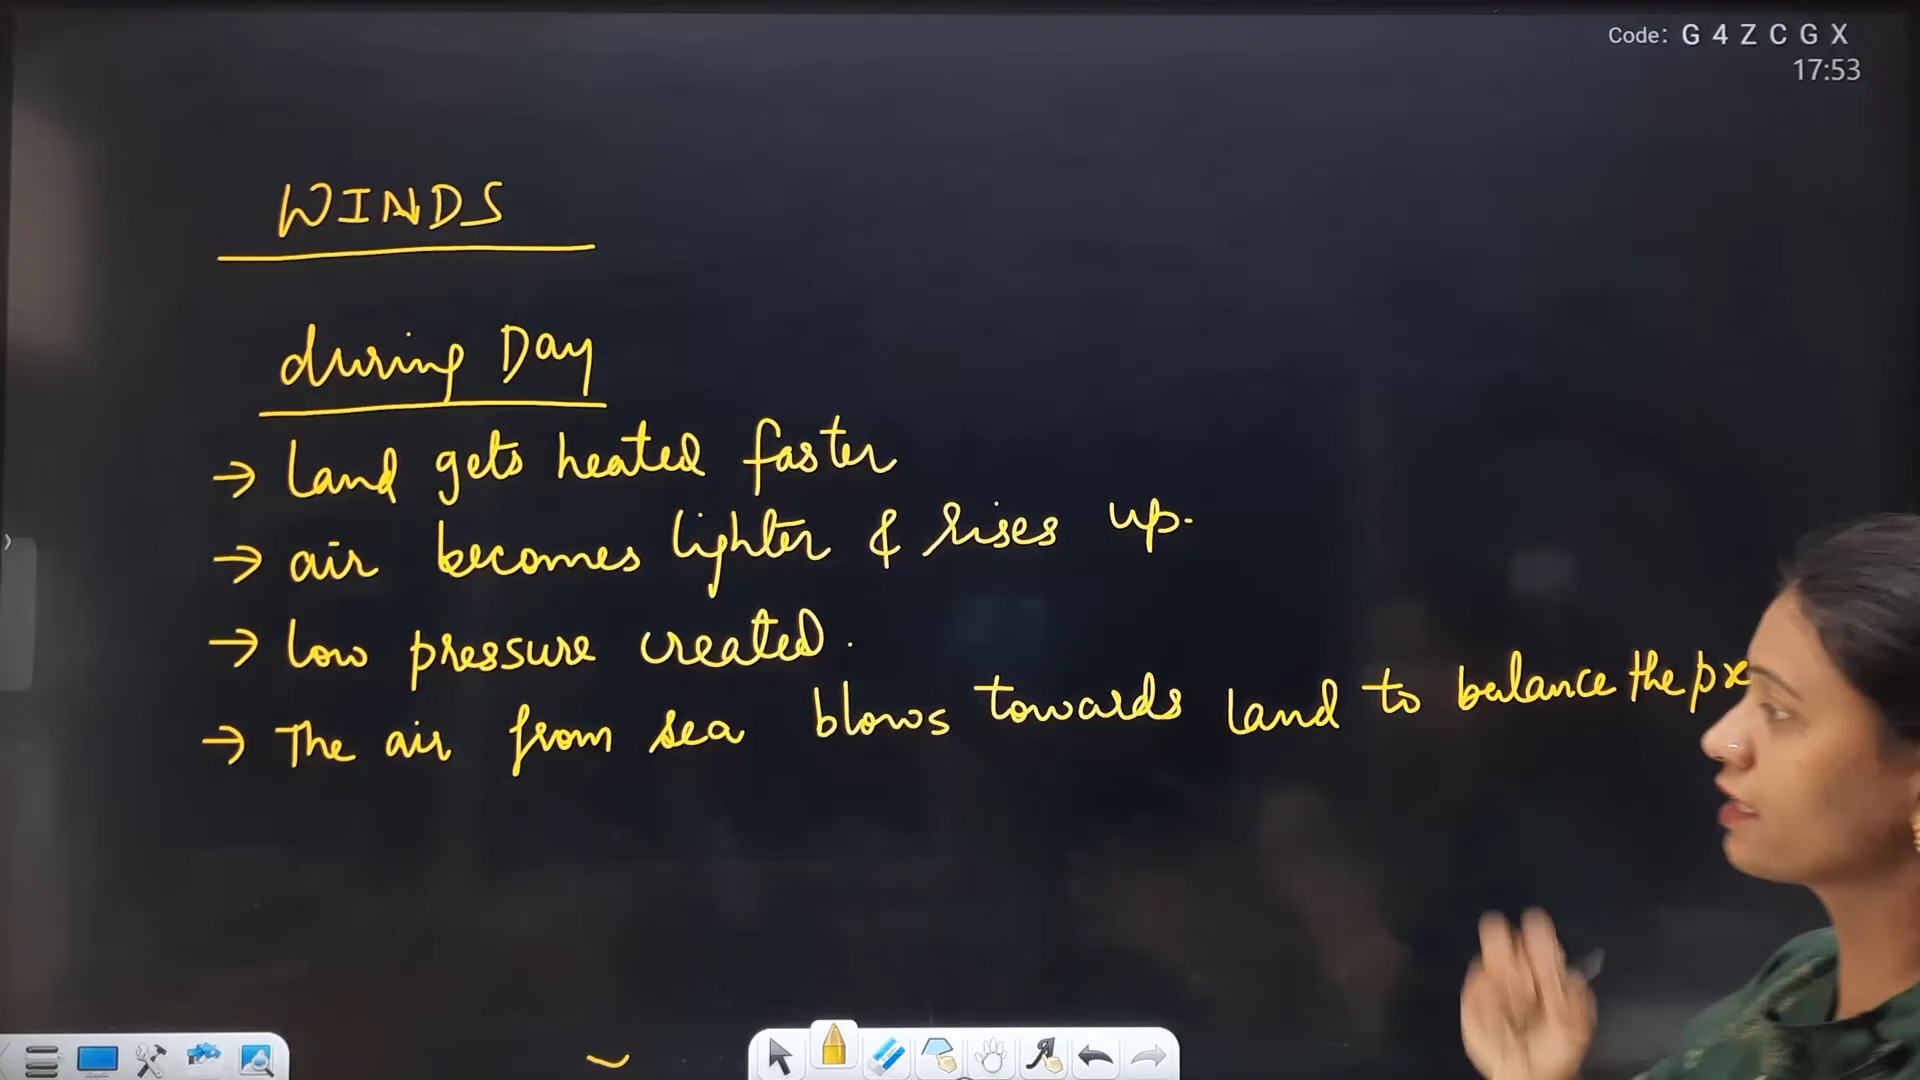 Code: G 4 Z C G X
17:53
WINDS
during Day
→ Land gets heated faster
→ air becomes lighter & rises up.
→ Low pressure created.
→ The air from sea blows towards land to balance the